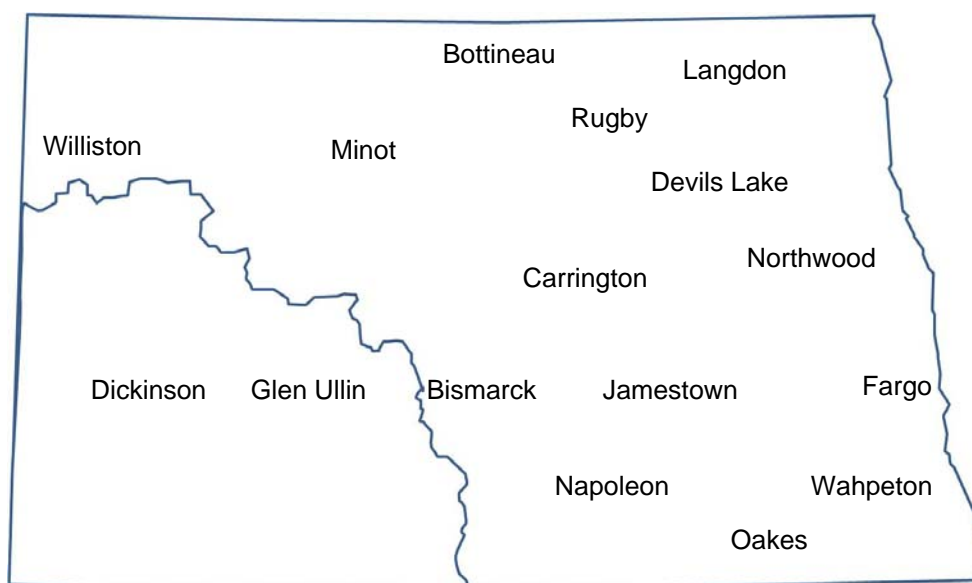 Bottineau
Langdon
Rugby
Williston
Minot
Devils Lake
Northwood
Carrington
Dickinson
Glen Ullin
Bismarck
Jamestown
Fargo
Napoleon
Wahpeton
Oakes